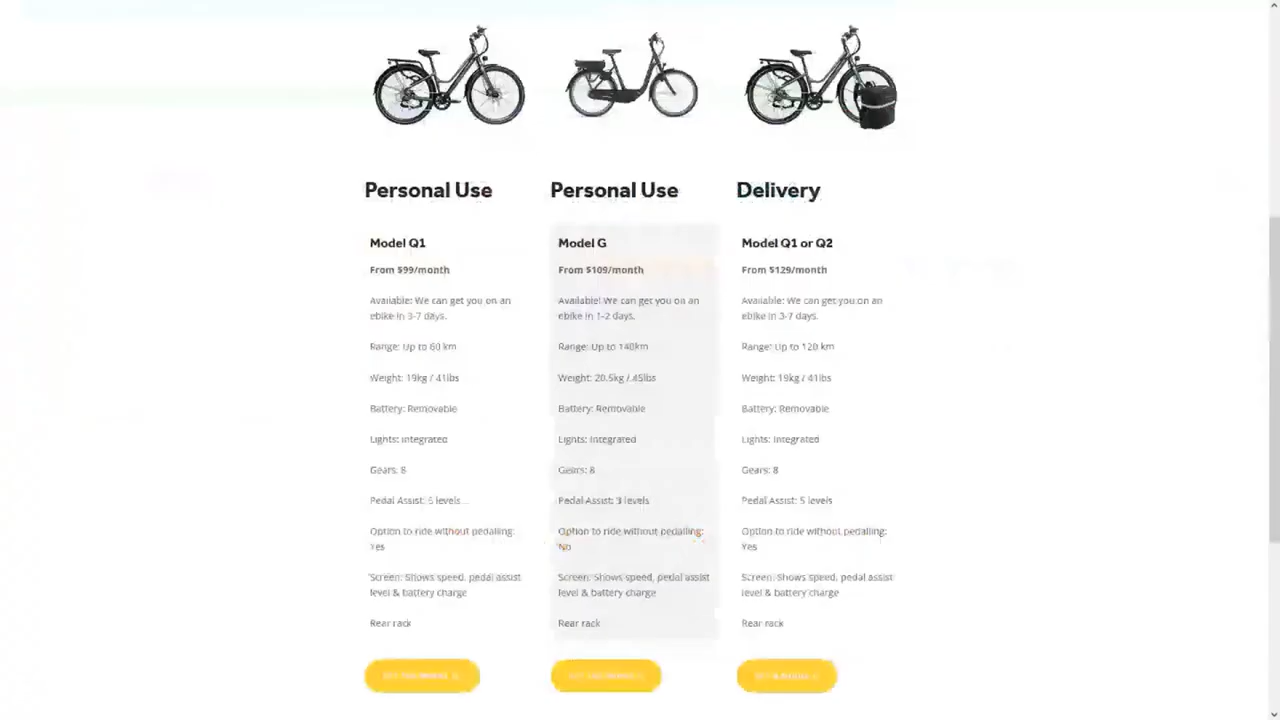 Personal Use
Model Q1
From $99/month
Available: We can get you on an
ebike in 3-7 days.
Range: Up to 60 km
Weight: 19kg / 41lbs
Battery: Removable
Lights: Integrated
Gears: 8
Pedal Assist: 5 levels
Option to ride without pedalling:
Yes
Screen: Shows speed, pedal assist
level & battery charge
Rear rack
Personal Use
Model G
From $109/month
Available! We can get you on an
ebike in 1-2 days.
Range: Up to 140km
Weight: 20.5kg / 45lbs
Battery: Removable
Lights: Integrated
Gears: 8
Pedal Assist: 3 levels
Option to ride without pedalling:
No
Screen: Shows speed, pedal assist
level & battery charge
Rear rack
Delivery
Model Q1 or Q2
From $129/month
Available: We can get you on an
ebike in 3-7 days.
Range: Up to 120 km
Weight: 19kg / 41lbs
Battery: Removable
Lights: Integrated
Gears: 8
Pedal Assist: 5 levels
Option to ride without pedalling:
Yes
Screen: Shows speed, pedal assist
level & battery charge
Rear rack